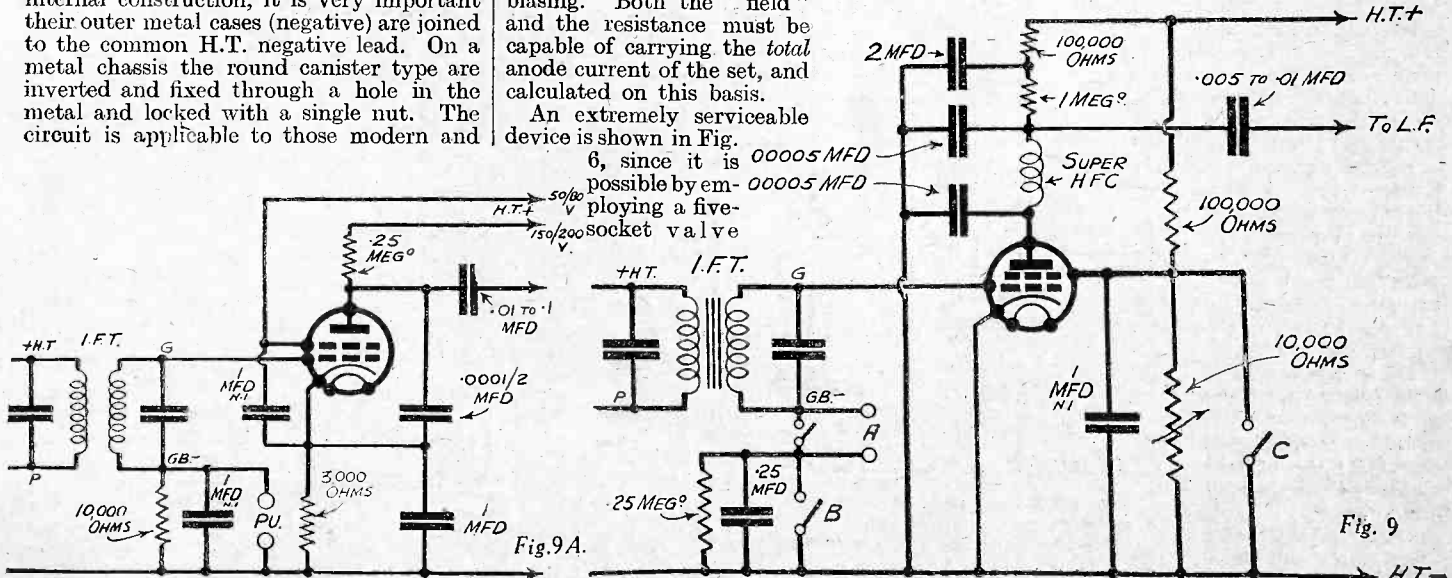 internal construction, it is very important
their outer metal cases (negative) are joined
to the common H.T. negative lead. On a
metal chassis the round canister type are
inverted and fixed through a hole in the
metal and locked with a single nut. The
circuit is applicable to those modern and
biasing. Both the "field"
and the resistance must be
capable of carrying the total
anode current of the set, and
calculated on this basis.
An extremely serviceable
device is shown in Fig.
6, since it is
possible by em-
ploying a five-
socket valve
H.T.+
50/80
V
150/200
V.
.25
MEGº
.01 TO .1
MFD
+H.T
I.F.T.
G
P
1
MFD
N.I
.0001/2
MFD
GB.-
10,000
OHMS
1
MFD
N.I
PU.
3,000
OHMS
1
MFD
Fig.9A.
H.T.+
2 MFD
100,000
OHMS
1 MEGº
.005 TO .01 MFD
TO L.F.
00005 MFD
00005 MFD
SUPER
HFC
100,000
OHMS
+H.T.
I.F.T.
G
P
GB.-
A
.25 MEGº
.25
MFD
B
1
MFD
N.I
10,000
OHMS
C
Fig. 9
H.T-